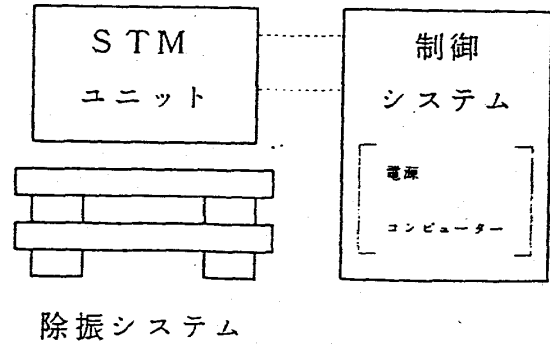 STM
ユニット
制御
システム
電源
コンピューター
除振システム